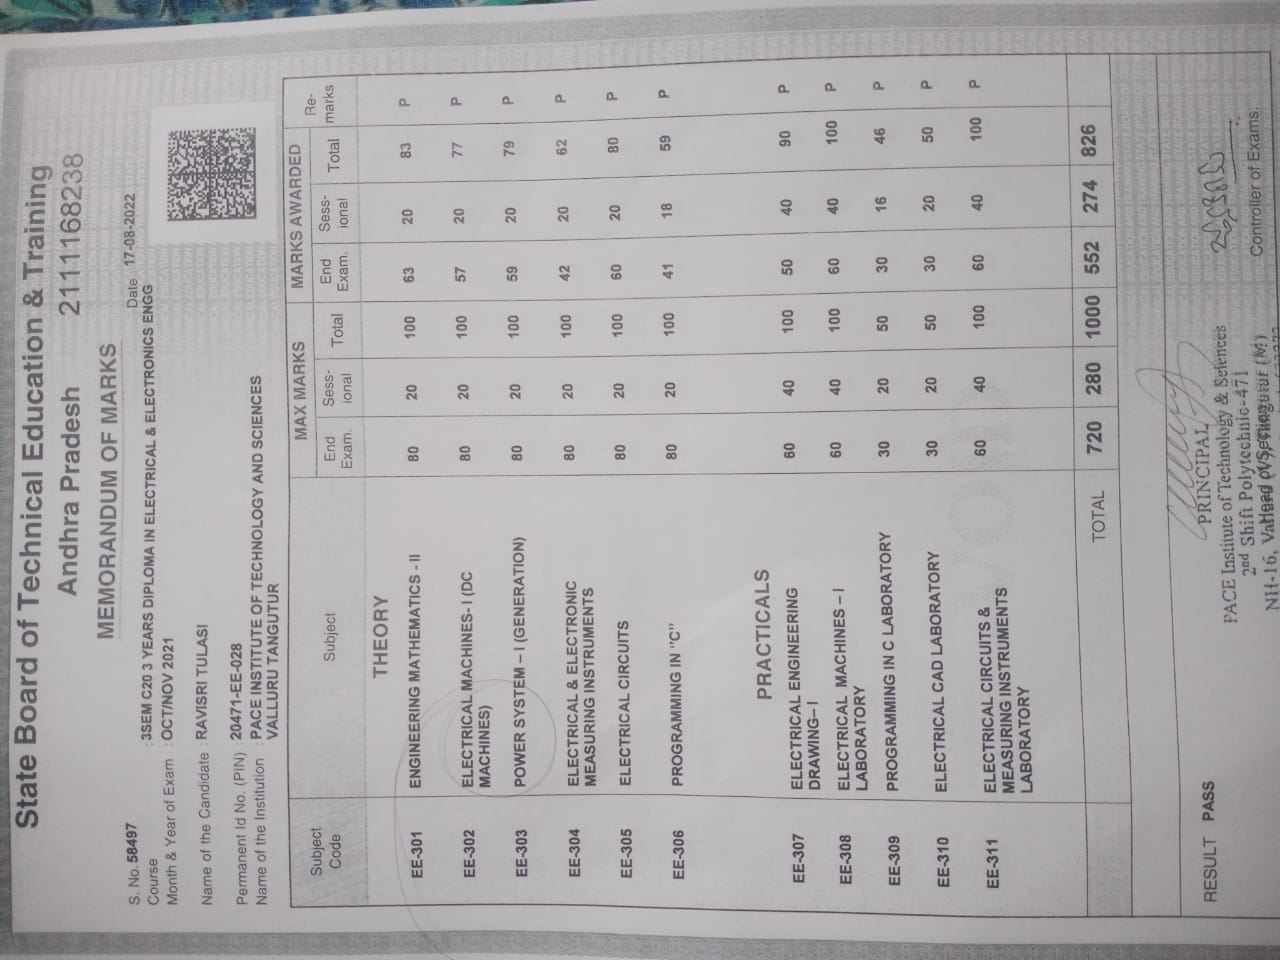 State Board of Technical Education & Training
Andhra Pradesh 2111168238
MEMORANDUM OF MARKS
S. No. 58497 Date : 17-08-2022
Course : 3SEM C20 3 YEARS DIPLOMA IN ELECTRICAL & ELECTRONICS ENGG
Month & Year of Exam : OCT/NOV 2021
Name of the Candidate : RAVISRI TULASI
Permanent Id No. (PIN) : 20471-EE-028
Name of the Institution : PACE INSTITUTE OF TECHNOLOGY AND SCIENCES
VALLURU TANGUTUR
Subject Code Subject MAX MARKS MARKS AWARDED Re-marks
End Exam. Sess-ional Total End Exam. Sess-ional Total
THEORY
EE-301 ENGINEERING MATHEMATICS - II 80 20 100 63 20 83 P
EE-302 ELECTRICAL MACHINES- I (DC 80 20 100 57 20 77 P
MACHINES)
EE-303 POWER SYSTEM – I (GENERATION) 80 20 100 59 20 79 P
EE-304 ELECTRICAL & ELECTRONIC 80 20 100 42 20 62 P
MEASURING INSTRUMENTS
EE-305 ELECTRICAL CIRCUITS 80 20 100 60 20 80 P
EE-306 PROGRAMMING IN "C" 80 20 100 41 18 59 P
PRACTICALS
EE-307 ELECTRICAL ENGINEERING 60 40 100 50 40 90 P
DRAWING– I
EE-308 ELECTRICAL MACHINES – I 60 40 100 60 40 100 P
LABORATORY
EE-309 PROGRAMMING IN C LABORATORY 30 20 50 30 16 46 P
EE-310 ELECTRICAL CAD LABORATORY 30 20 50 30 20 50 P
EE-311 ELECTRICAL CIRCUITS & 60 40 100 60 40 100 P
MEASURING INSTRUMENTS
LABORATORY
TOTAL 720 280 1000 552 274 826
RESULT PASS
PRINCIPAL
PACE Institute of Technology & Sciences
2nd Shift Polytechnic-471
NH-16, (M)
Head of Section
Controller of Exams.